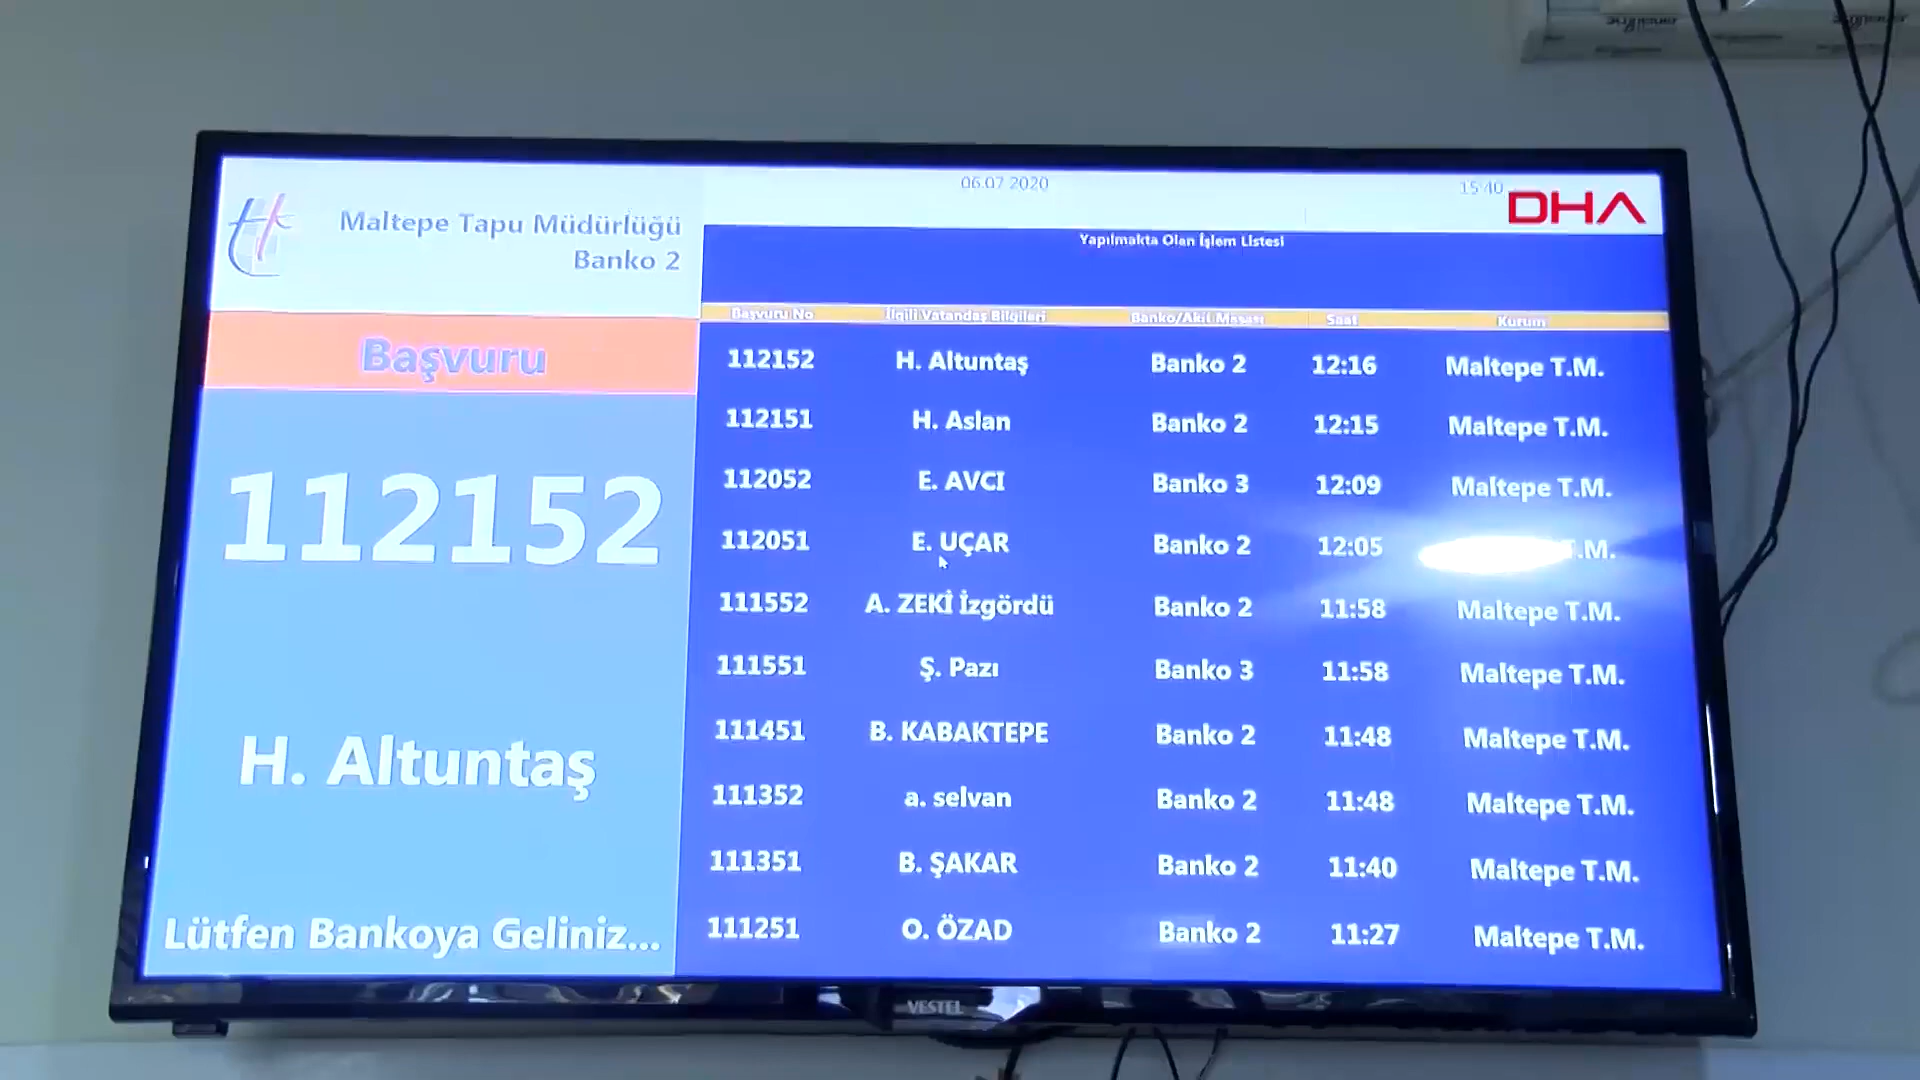 06.07 2020
15:40
DHA
Maltepe Tapu Müdürlüğü
Banko 2
Başvuru
112152
H. Altuntaş
Lütfen Bankoya Geliniz...
Yapılmakta Olan İşlem Listesi
Başvuru No İlgili Vatandaş Bilgileri Banko/Akit Masası Saat Kurum
112152 H. Altuntaş Banko 2 12:16 Maltepe T.M.
112151 H. Aslan Banko 2 12:15 Maltepe T.M.
112052 E. AVCI Banko 3 12:09 Maltepe T.M.
112051 E. UÇAR Banko 2 12:05 T.M.
111552 A. ZEKİ İzgördü Banko 2 11:58 Maltepe T.M.
111551 Ş. Pazı Banko 3 11:58 Maltepe T.M.
111451 B. KABAKTEPE Banko 2 11:48 Maltepe T.M.
111352 a. selvan Banko 2 11:48 Maltepe T.M.
111351 B. ŞAKAR Banko 2 11:40 Maltepe T.M.
111251 O. ÖZAD Banko 2 11:27 Maltepe T.M.
VESTEL